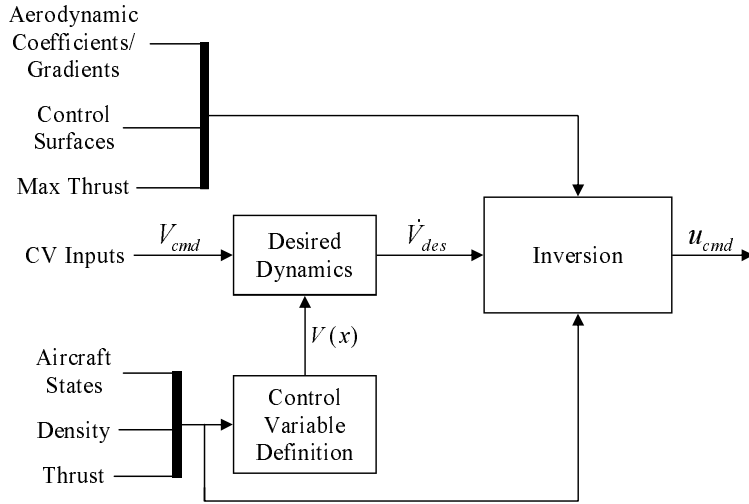 Aerodynamic
Coefficients/
Gradients
Control
Surfaces
Max Thrust
CV Inputs
V_cmd
Desired
Dynamics
V̇_des
Inversion
u_cmd
V(x)
Aircraft
States
Density
Thrust
Control
Variable
Definition